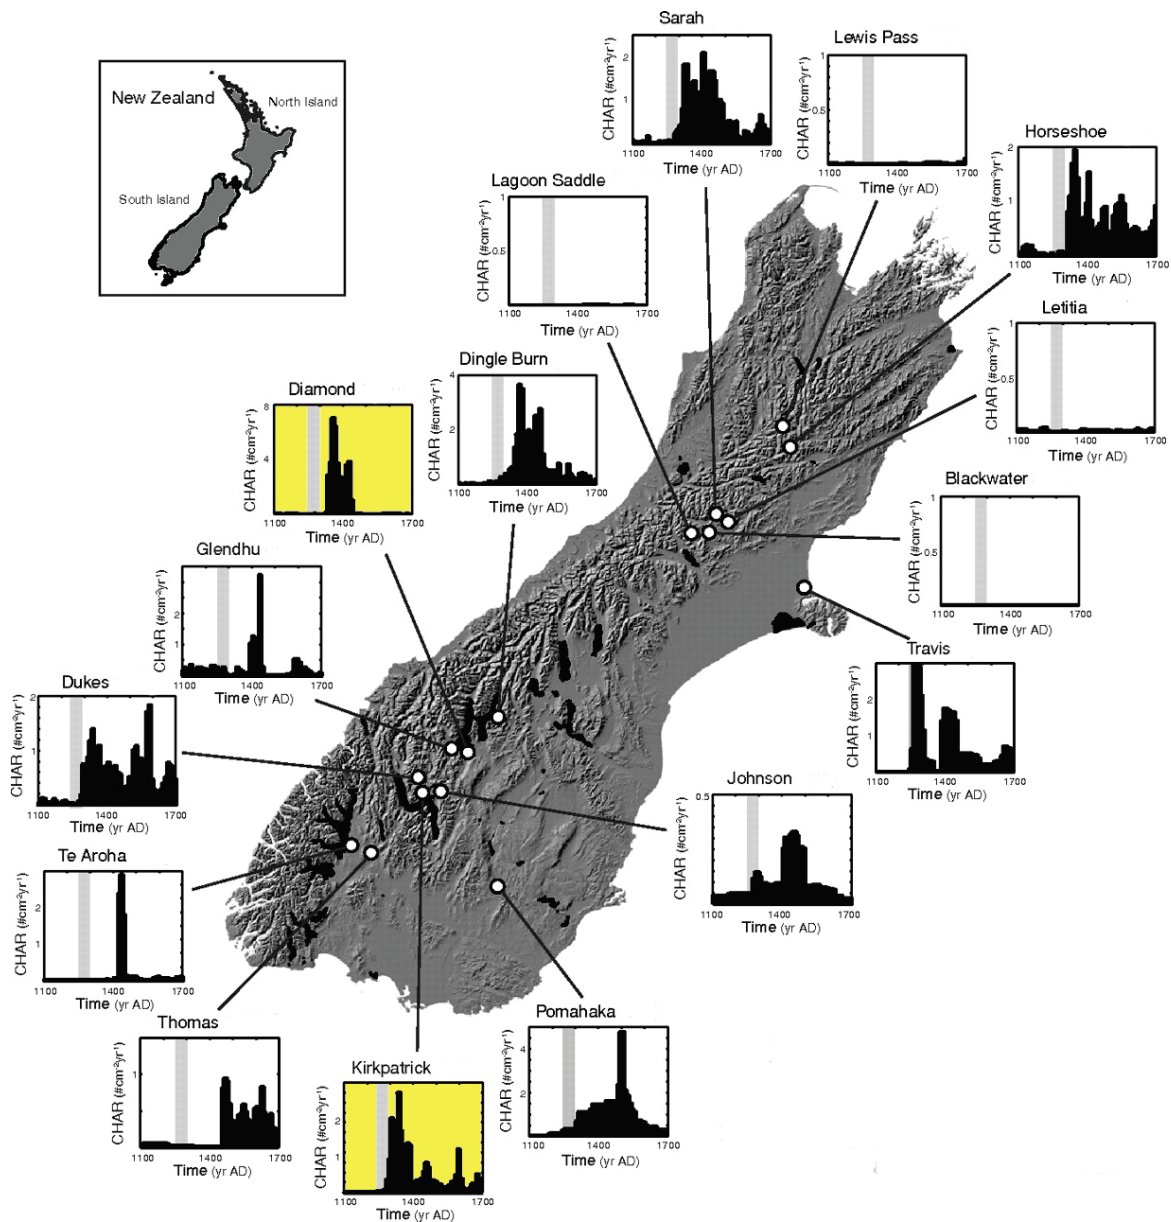 New Zealand
North Island
South Island
Sarah
CHAR (#cm⁻²yr⁻¹)
2
1
1100 1400 1700
Time (yr AD)
Lewis Pass
CHAR (#cm⁻²yr⁻¹)
1
0.5
1100 1400 1700
Time (yr AD)
Horseshoe
CHAR (#cm⁻²yr⁻¹)
2
1
1100 1400 1700
Time (yr AD)
Lagoon Saddle
CHAR (#cm⁻²yr⁻¹)
1
0.5
1100 1400 1700
Time (yr AD)
Letitia
CHAR (#cm⁻²yr⁻¹)
1
0.5
1100 1400 1700
Time (yr AD)
Dingle Burn
CHAR (#cm⁻²yr⁻¹)
4
2
1100 1400 1700
Time (yr AD)
Diamond
CHAR (#cm⁻²yr⁻¹)
8
4
1100 1400 1700
Time (yr AD)
Blackwater
CHAR (#cm⁻²yr⁻¹)
1
0.5
1100 1400 1700
Time (yr AD)
Glendhu
CHAR (#cm⁻²yr⁻¹)
2
1
1100 1400 1700
Time (yr AD)
Travis
CHAR (#cm⁻²yr⁻¹)
2
1
1100 1400 1700
Time (yr AD)
Dukes
CHAR (#cm⁻²yr⁻¹)
2
1
1100 1400 1700
Time (yr AD)
Johnson
CHAR (#cm⁻²yr⁻¹)
0.5
1100 1400 1700
Time (yr AD)
Te Aroha
CHAR (#cm⁻²yr⁻¹)
2
1
1100 1400 1700
Time (yr AD)
Thomas
CHAR (#cm⁻²yr⁻¹)
1
1100 1400 1700
Time (yr AD)
Kirkpatrick
CHAR (#cm⁻²yr⁻¹)
2
1
1100 1400 1700
Time (yr AD)
Pomahaka
CHAR (#cm⁻²yr⁻¹)
4
2
1100 1400 1700
Time (yr AD)